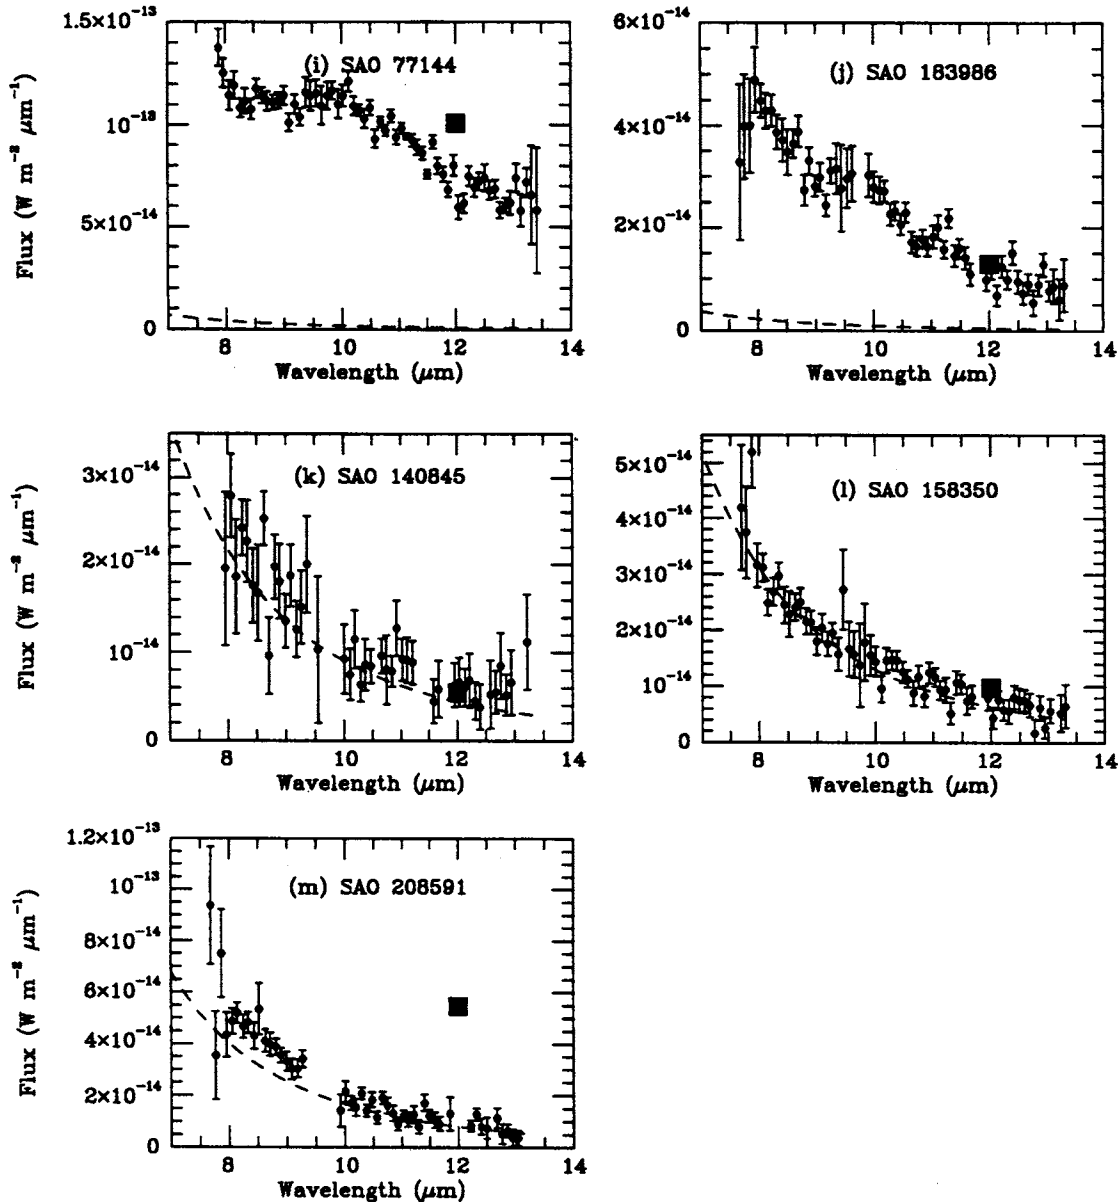 (i) SAO 77144
Flux (W m⁻² μm⁻¹)
1.5×10⁻¹³
10⁻¹³
5×10⁻¹⁴
0
8 10 12 14
Wavelength (μm)
(j) SAO 183986
6×10⁻¹⁴
4×10⁻¹⁴
2×10⁻¹⁴
0
8 10 12 14
Wavelength (μm)
(k) SAO 140845
Flux (W m⁻² μm⁻¹)
3×10⁻¹⁴
2×10⁻¹⁴
10⁻¹⁴
0
8 10 12 14
Wavelength (μm)
(l) SAO 158350
5×10⁻¹⁴
4×10⁻¹⁴
3×10⁻¹⁴
2×10⁻¹⁴
10⁻¹⁴
0
8 10 12 14
Wavelength (μm)
(m) SAO 208591
Flux (W m⁻² μm⁻¹)
1.2×10⁻¹³
10⁻¹³
8×10⁻¹⁴
6×10⁻¹⁴
4×10⁻¹⁴
2×10⁻¹⁴
0
8 10 12 14
Wavelength (μm)